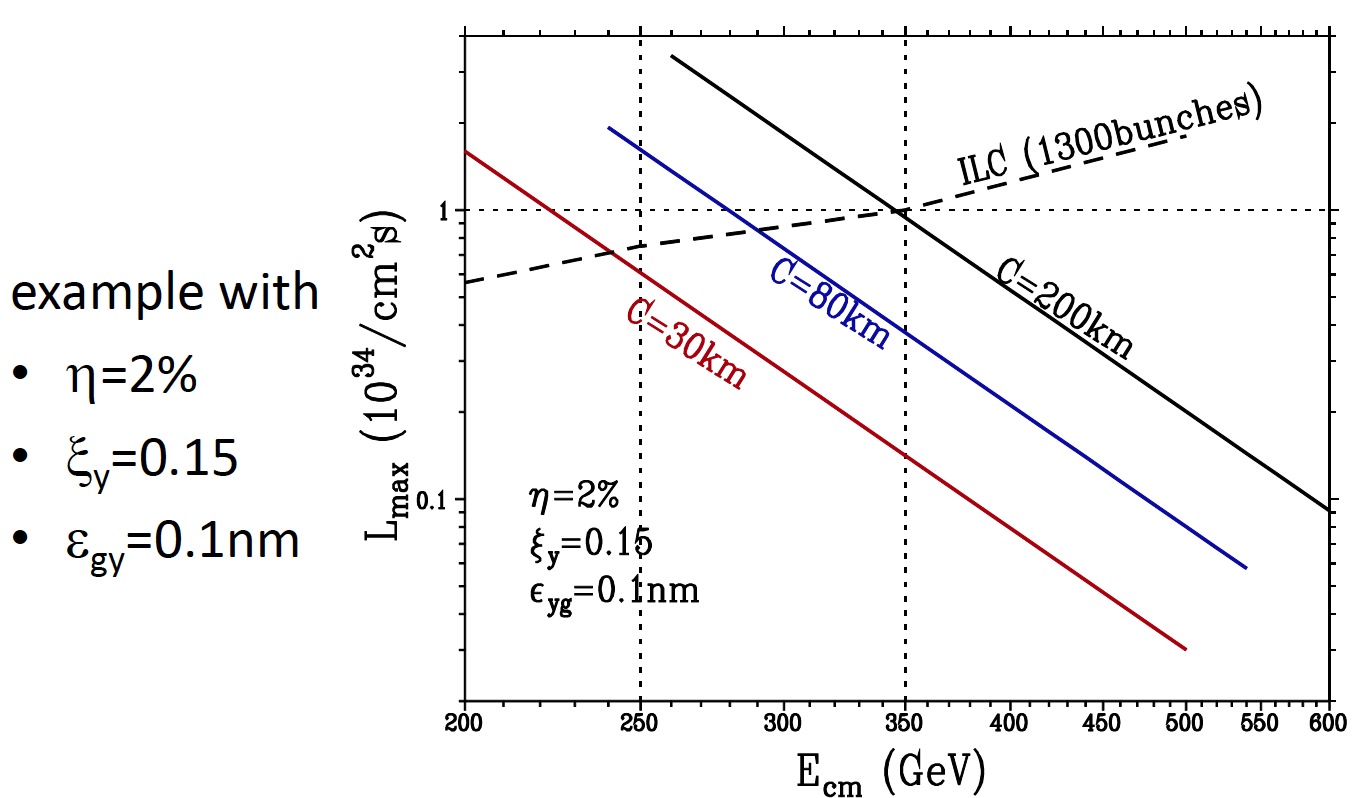 example with
• η=2%
• ξy=0.15
• εgy=0.1nm
Lmax (10^34/cm^2s)
1
0.1
ILC (1300bunches)
C=200km
C=80km
C=30km
η=2%
ξy=0.15
ϵyg=0.1nm
200 250 300 350 400 450 500 550 600
Ecm (GeV)